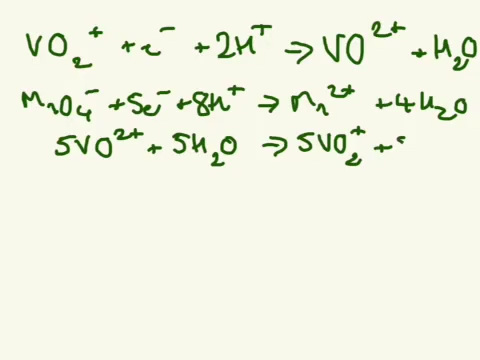 VO₂⁺ + e⁻ + 2H⁺ ⇒ VO²⁺ + H₂O
MnO₄⁻ + 5e⁻ + 8H⁺ → Mn²⁺ + 4H₂O
5VO²⁺ + 5H₂O ⇒ 5VO₂⁺ +